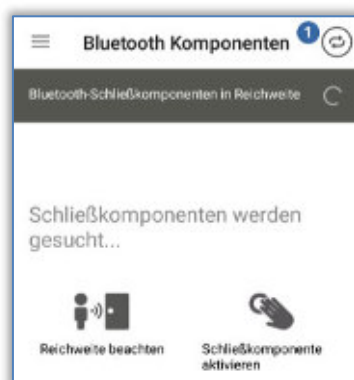 Bluetooth Komponenten
1
Bluetooth-Schließkomponenten in Reichweite
Schließkomponenten werden
gesucht...
Reichweite beachten
Schließkomponente
aktivieren